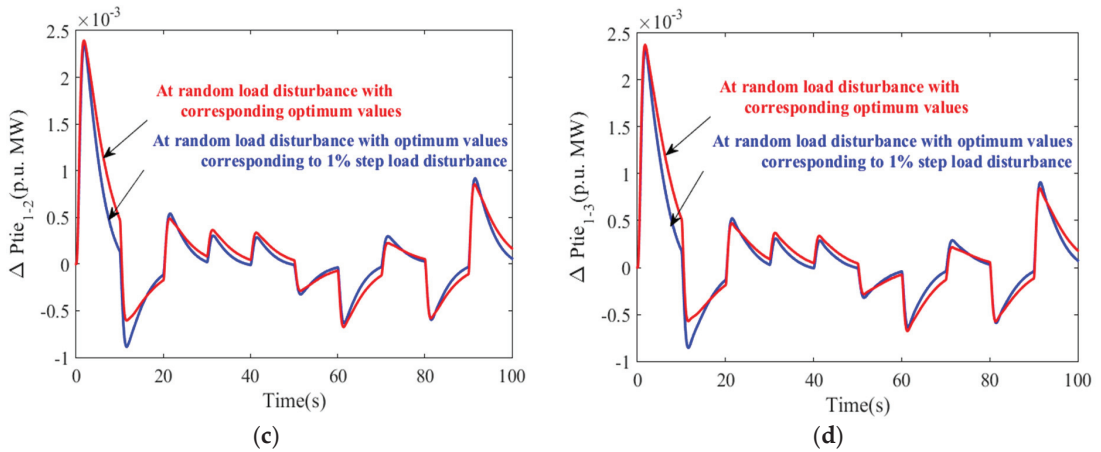 ×10⁻³
2.5
2
1.5
1
0.5
0
-0.5
-1
Δ Ptie₁₋₂(p.u. MW)
At random load disturbance with
corresponding optimum values
At random load disturbance with optimum values
corresponding to 1% step load disturbance
0 20 40 60 80 100
Time(s)
(c)
×10⁻³
2.5
2
1.5
1
0.5
0
-0.5
-1
Δ Ptie₁₋₃(p.u. MW)
At random load disturbance with
corresponding optimum values
At random load disturbance with optimum values
corresponding to 1% step load disturbance
0 20 40 60 80 100
Time(s)
(d)